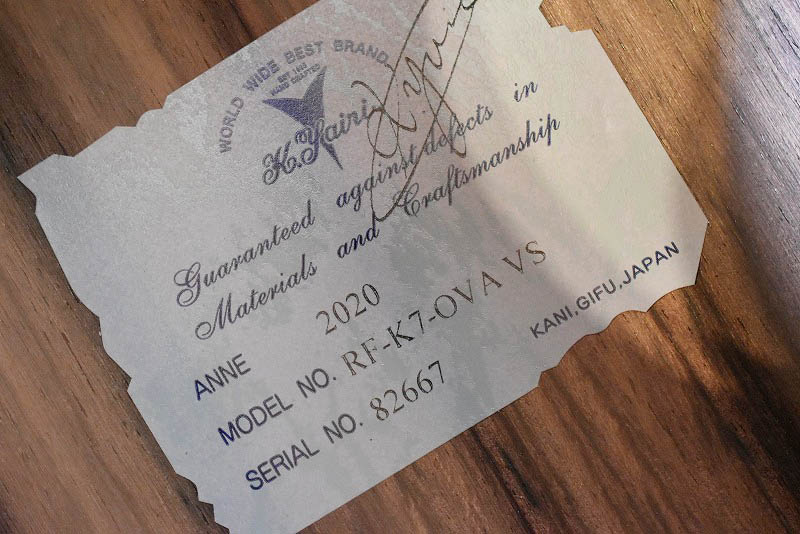 WORLD WIDE BEST BRAND
EST 1965
HAND CRAFTED
K.Yairi
Guaranteed against defects in
Materials and Craftsmanship
ANNE 2020
MODEL NO. RF-K7-OVA VS
SERIAL NO. 82667
KANI,GIFU,JAPAN